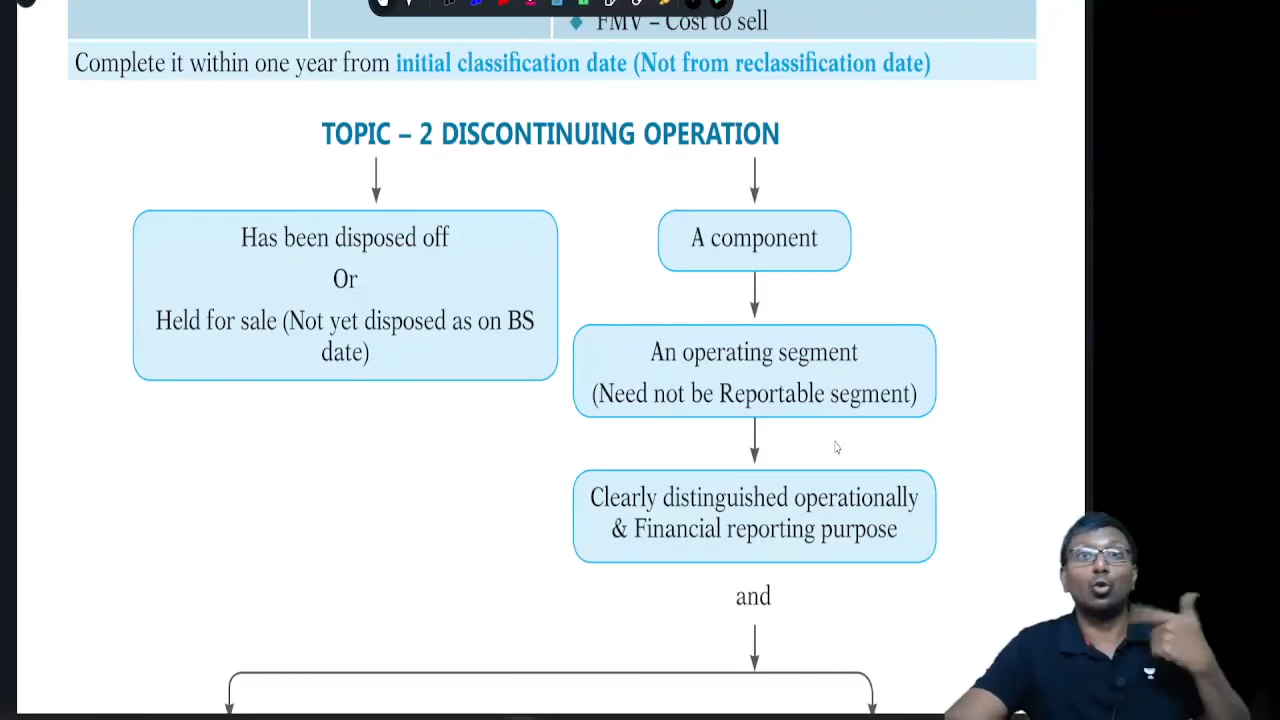 FMV – Cost to sell
Complete it within one year from initial classification date (Not from reclassification date)
TOPIC – 2 DISCONTINUING OPERATION
Has been disposed off
Or
Held for sale (Not yet disposed as on BS
date)
A component
An operating segment
(Need not be Reportable segment)
Clearly distinguished operationally
& Financial reporting purpose
and